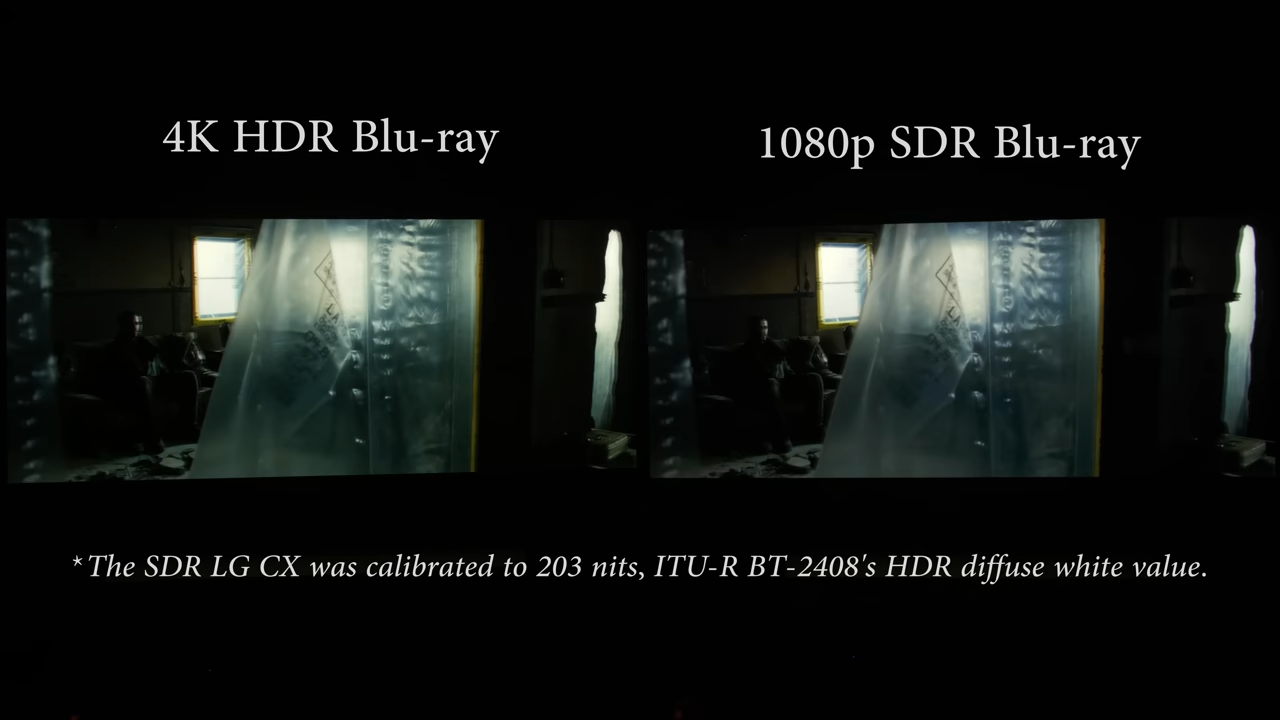 4K HDR Blu-ray
1080p SDR Blu-ray
*The SDR LG CX was calibrated to 203 nits, ITU-R BT-2408's HDR diffuse white value.